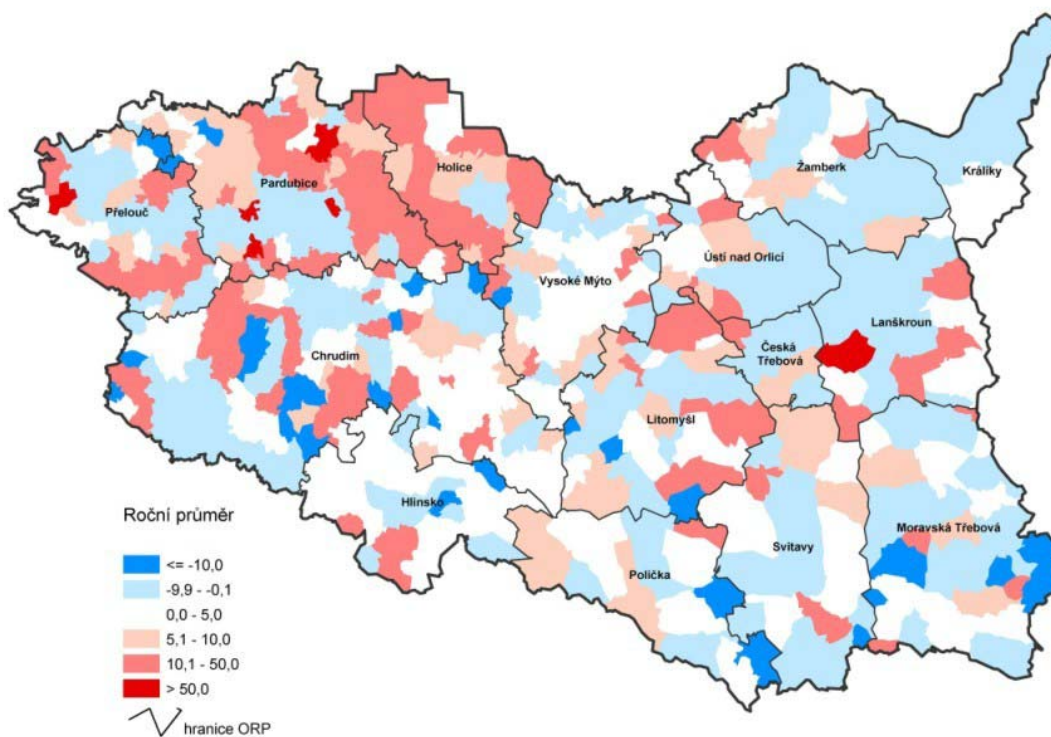 Holice
Žamberk
Králíky
Pardubice
Přelouč
Ústí nad Orlicí
Vysoké Mýto
Lanškroun
Česká
Třebová
Chrudim
Litomyšl
Hlinsko
Moravská Třebová
Svitavy
Polička
Roční průměr
<= -10,0
-9,9 - -0,1
0,0 - 5,0
5,1 - 10,0
10,1 - 50,0
> 50,0
hranice ORP